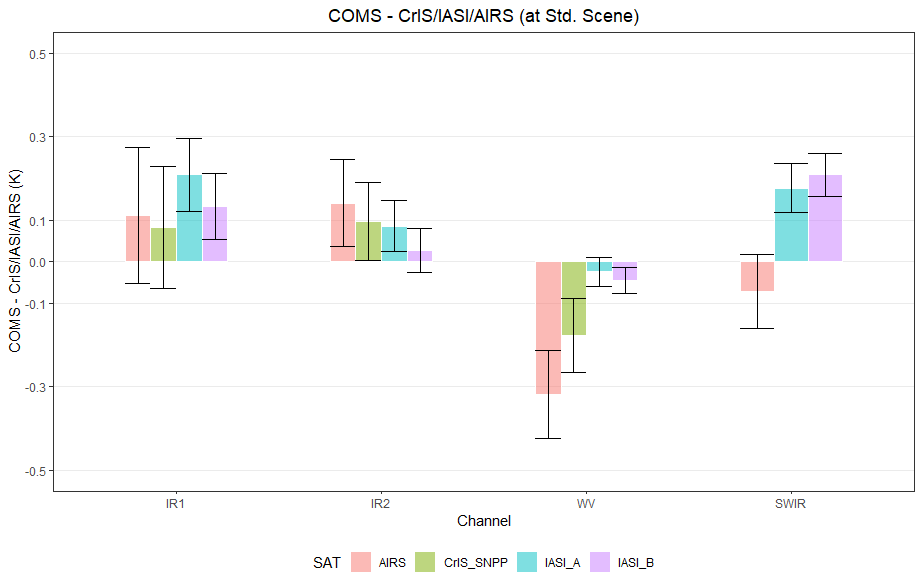 COMS - CrIS/IASI/AIRS (at Std. Scene)
COMS - CrIS/IASI/AIRS (K)
0.5
0.3
0.1
0.0
-0.1
-0.3
-0.5
IR1 IR2 WV SWIR
Channel
SAT AIRS CrIS_SNPP IASI_A IASI_B